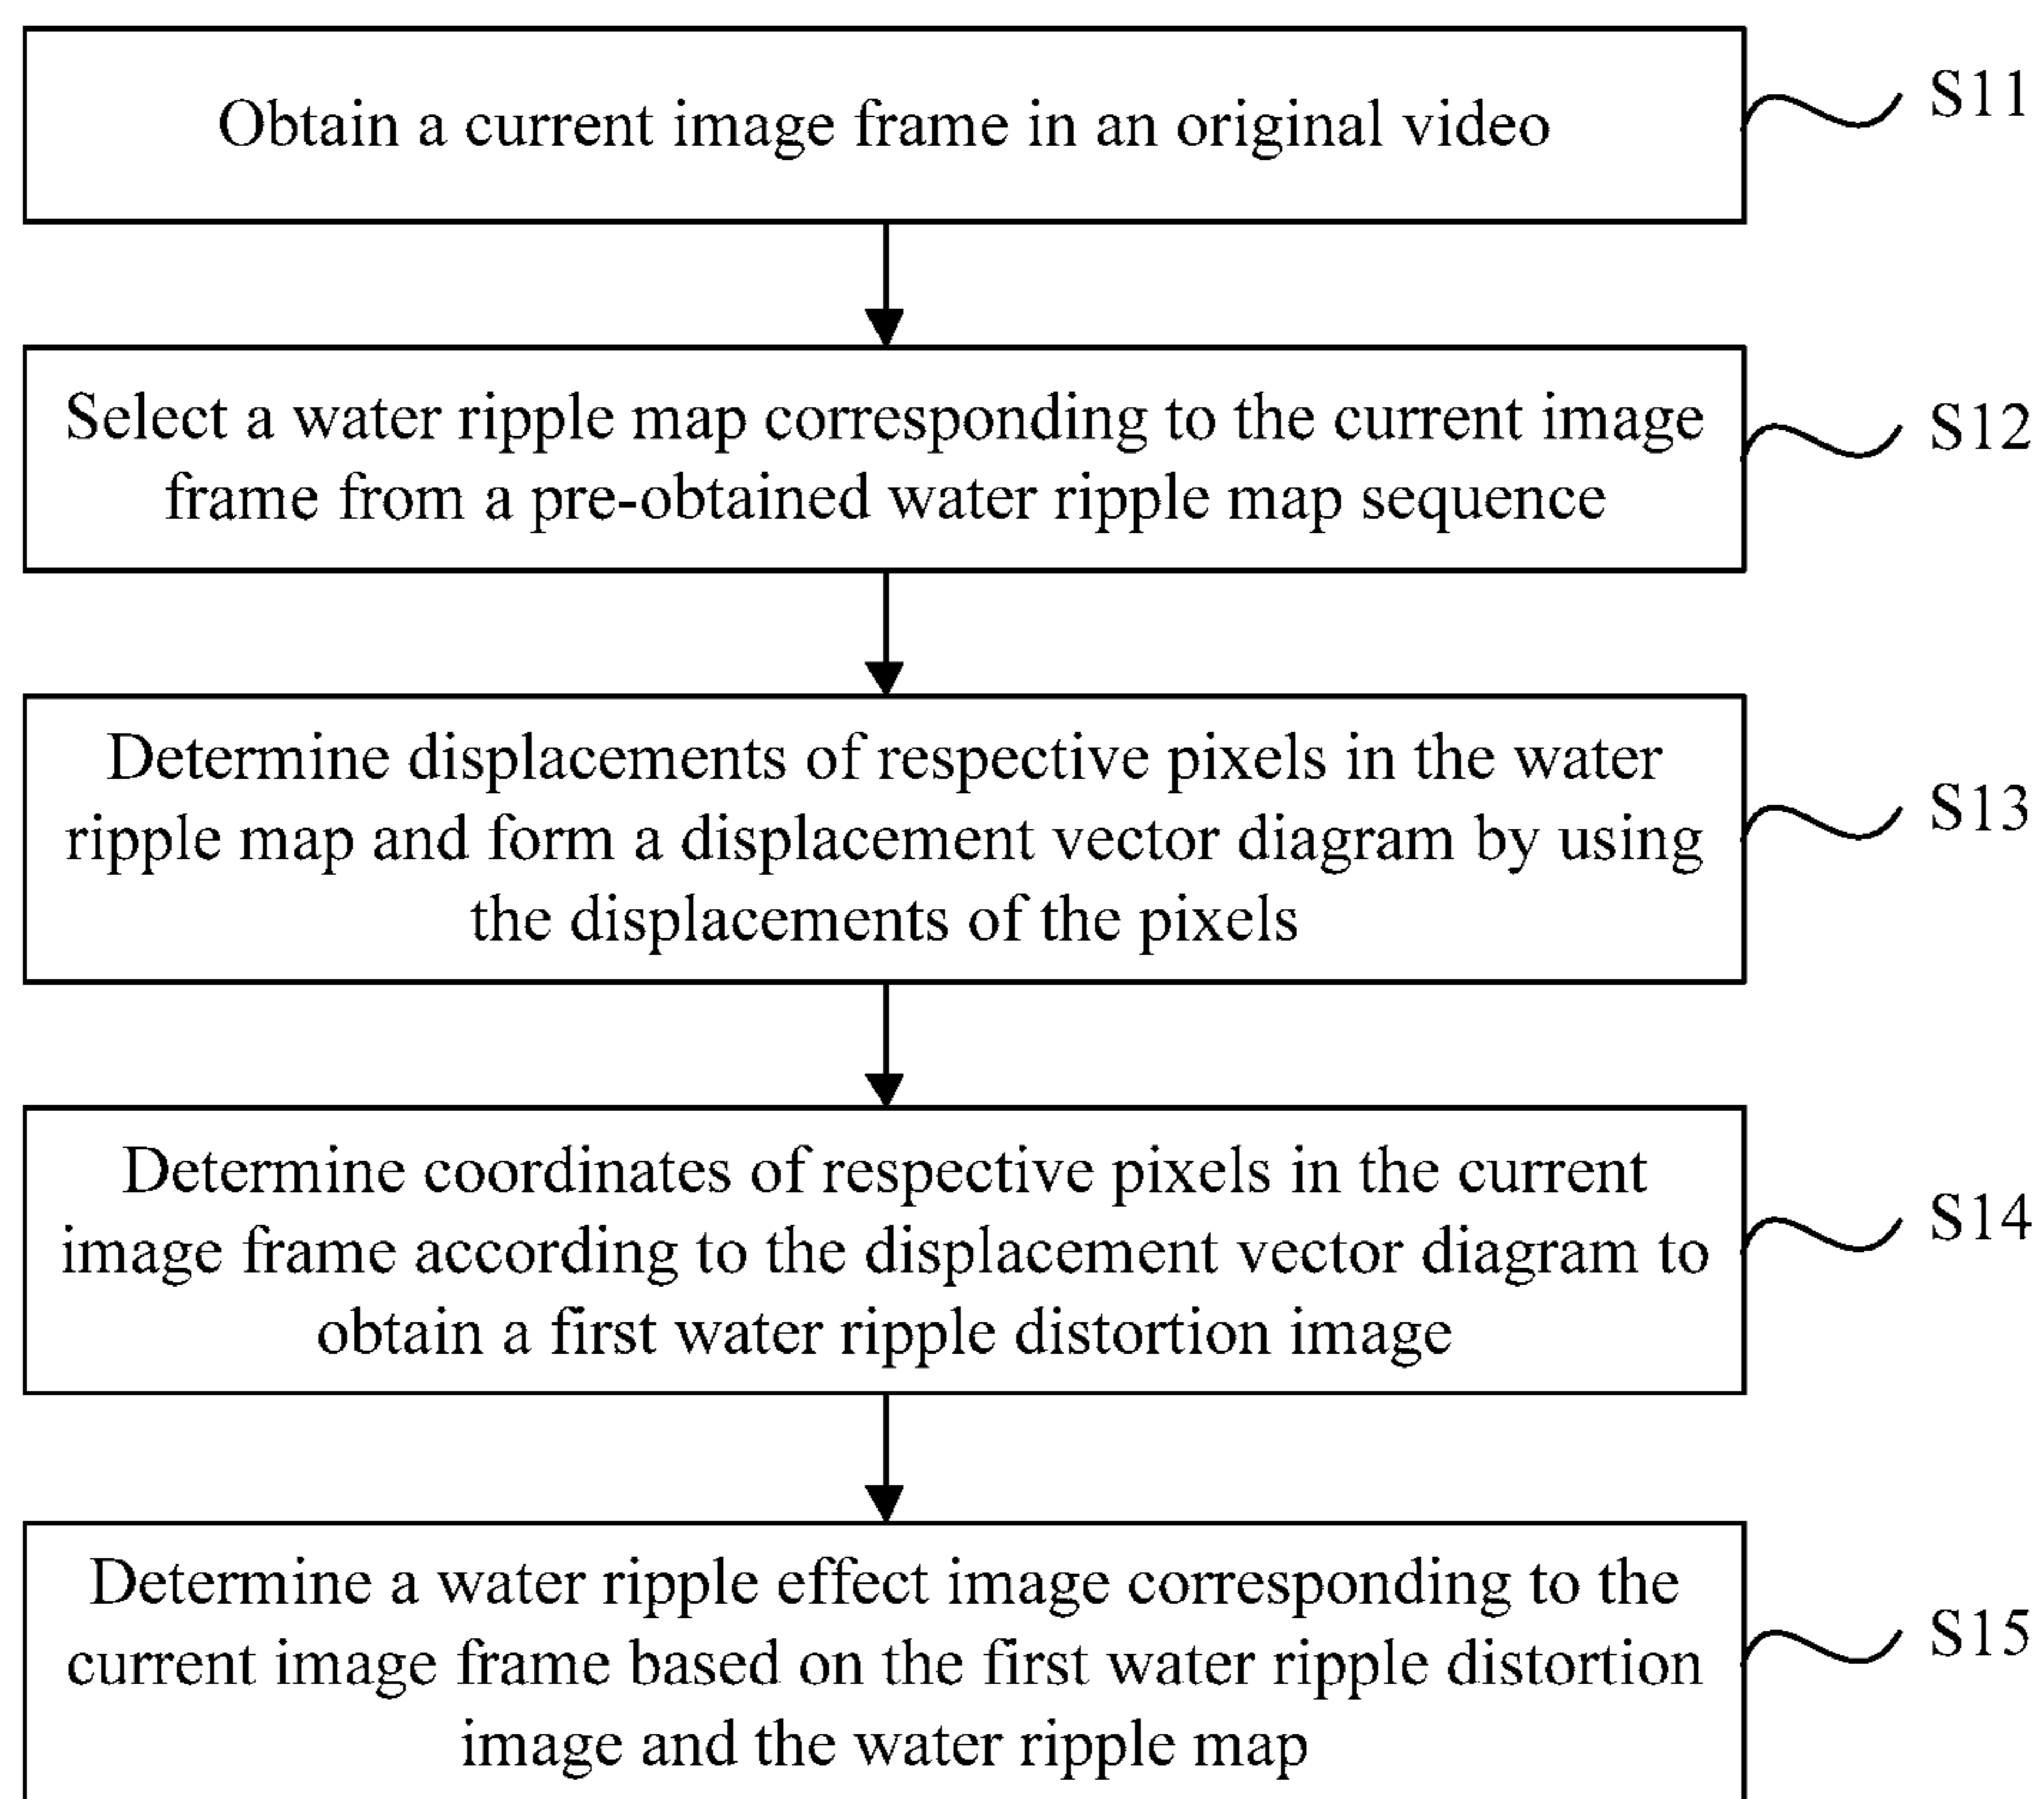 Obtain a current image frame in an original video
S11
Select a water ripple map corresponding to the current image
frame from a pre-obtained water ripple map sequence
S12
Determine displacements of respective pixels in the water
ripple map and form a displacement vector diagram by using
the displacements of the pixels
S13
Determine coordinates of respective pixels in the current
image frame according to the displacement vector diagram to
obtain a first water ripple distortion image
S14
Determine a water ripple effect image corresponding to the
current image frame based on the first water ripple distortion
image and the water ripple map
S15